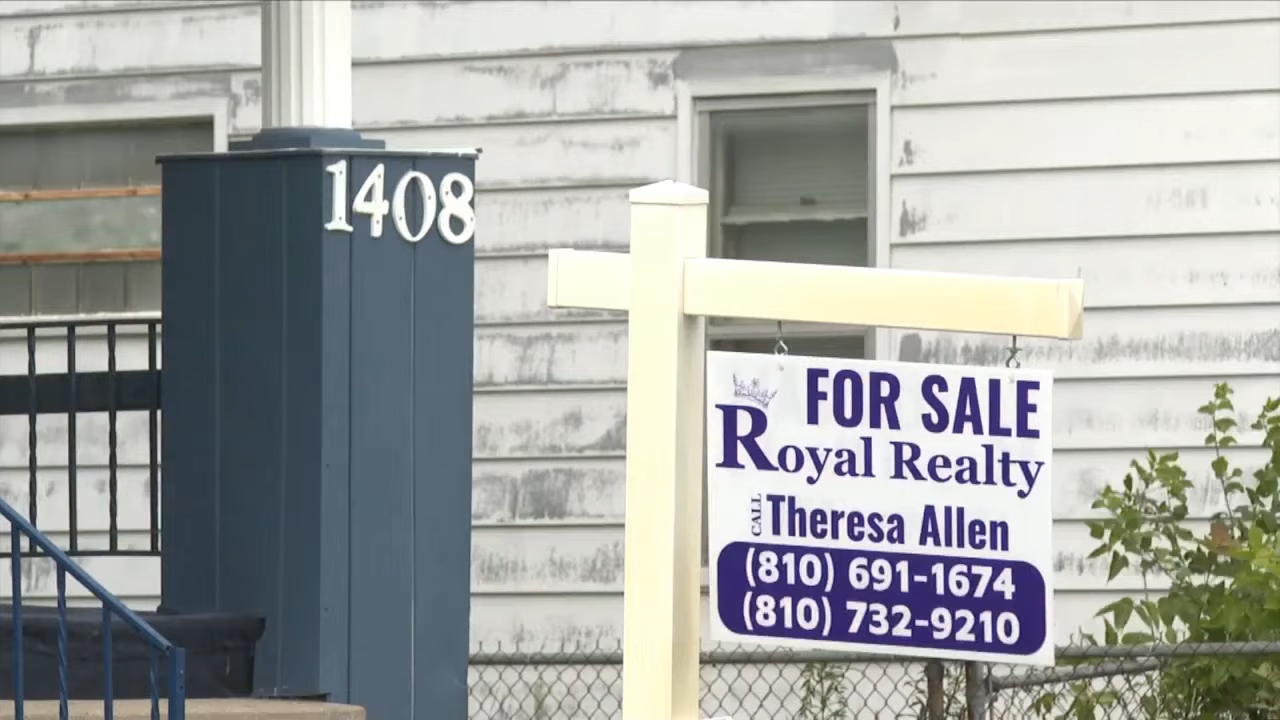 1408
FOR SALE
Royal Realty
CALL Theresa Allen
(810) 691-1674
(810) 732-9210